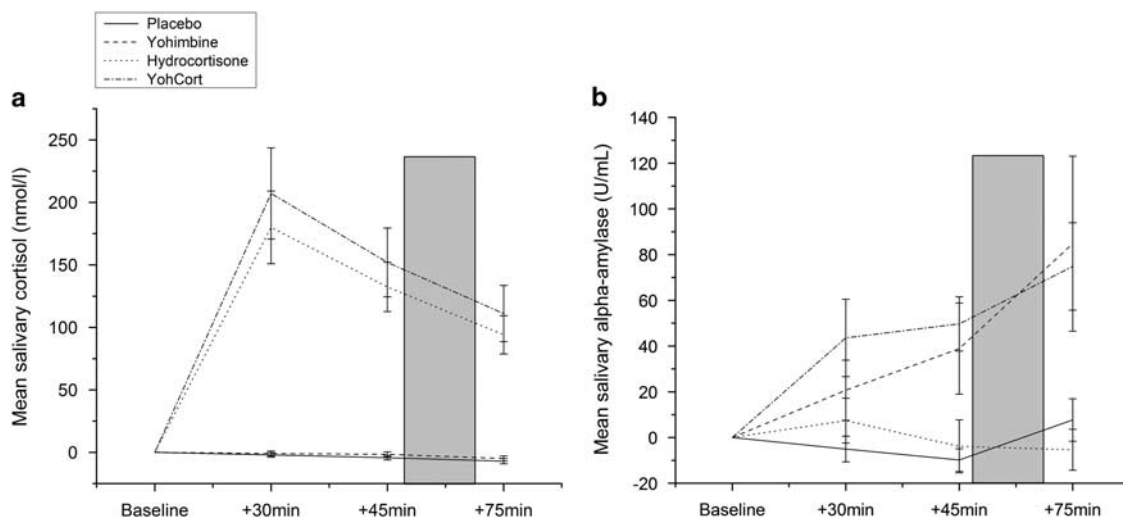 Placebo
Yohimbine
Hydrocortisone
YohCort
a
Mean salivary cortisol (nmol/l)
250
200
150
100
50
0
Baseline
+30min
+45min
+75min
b
Mean salivary alpha-amylase (U/mL)
140
120
100
80
60
40
20
0
-20
Baseline
+30min
+45min
+75min